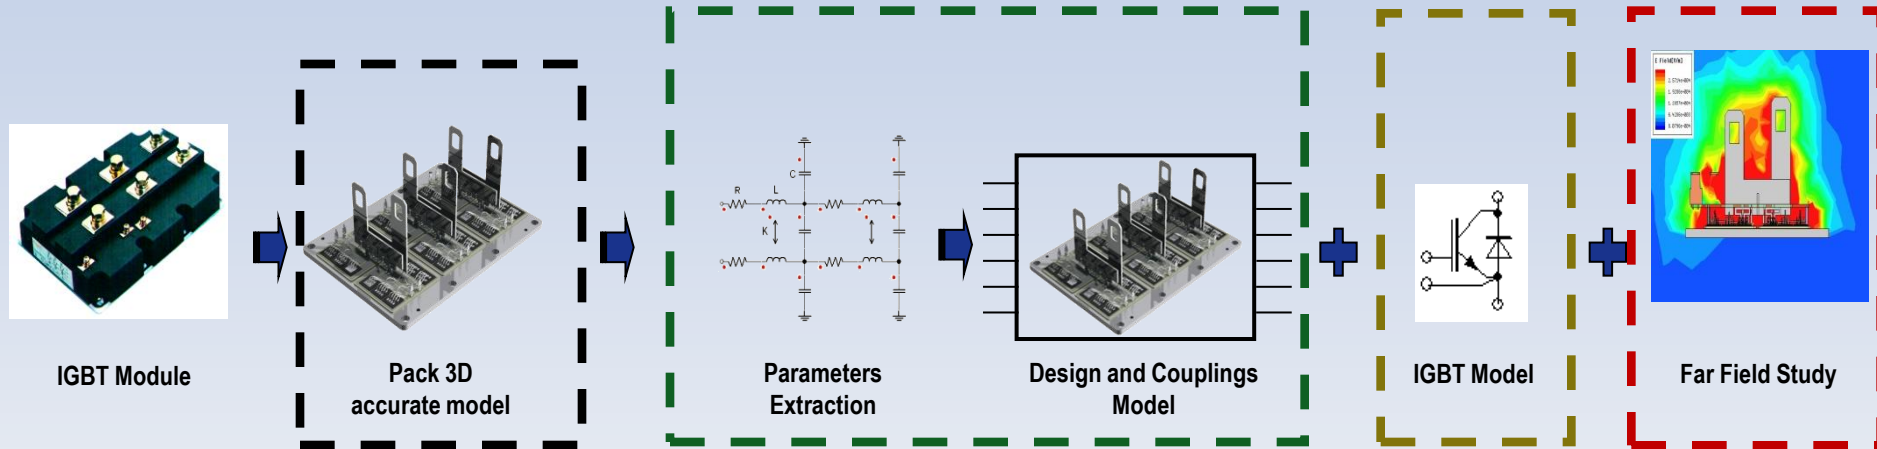 IGBT Module
Pack 3D
accurate model
R
L
C
K
Parameters
Extraction
Design and Couplings
Model
IGBT Model
Far Field Study